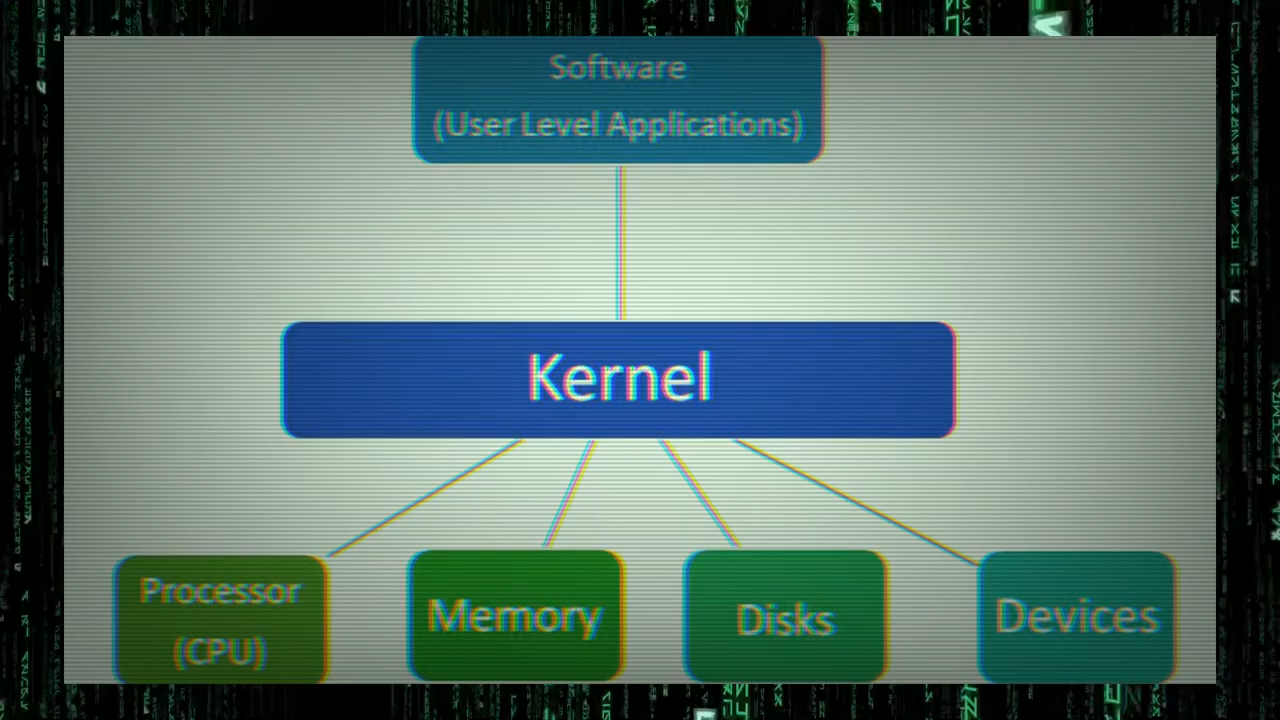 Software
(User Level Applications)
Kernel
Processor
(CPU)
Memory
Disks
Devices